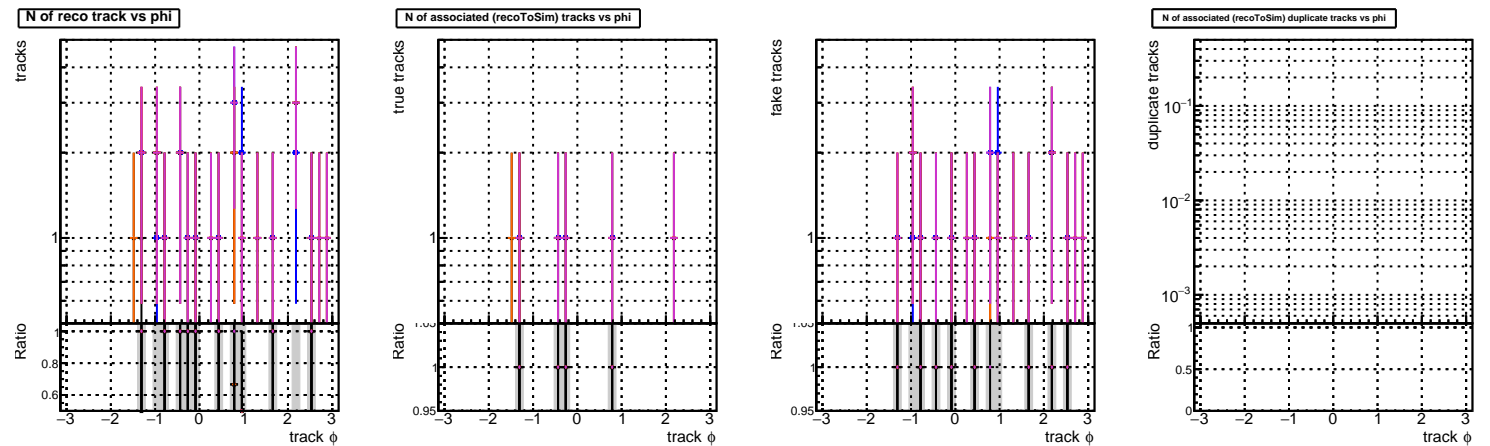 N of reco track vs phi
tracks
1
Ratio
1
0.8
0.6
−3 −2 −1 0 1 2 3
track ϕ
N of associated (recoToSim) tracks vs phi
true tracks
1
Ratio
1.05
1
0.95
−3 −2 −1 0 1 2 3
track ϕ
fake tracks
1
Ratio
1.05
1
0.95
−3 −2 −1 0 1 2 3
track ϕ
N of associated (recoToSim) duplicate tracks vs phi
duplicate tracks
10⁻¹
10⁻²
10⁻³
Ratio
1
0.5
0
−3 −2 −1 0 1 2 3
track ϕ